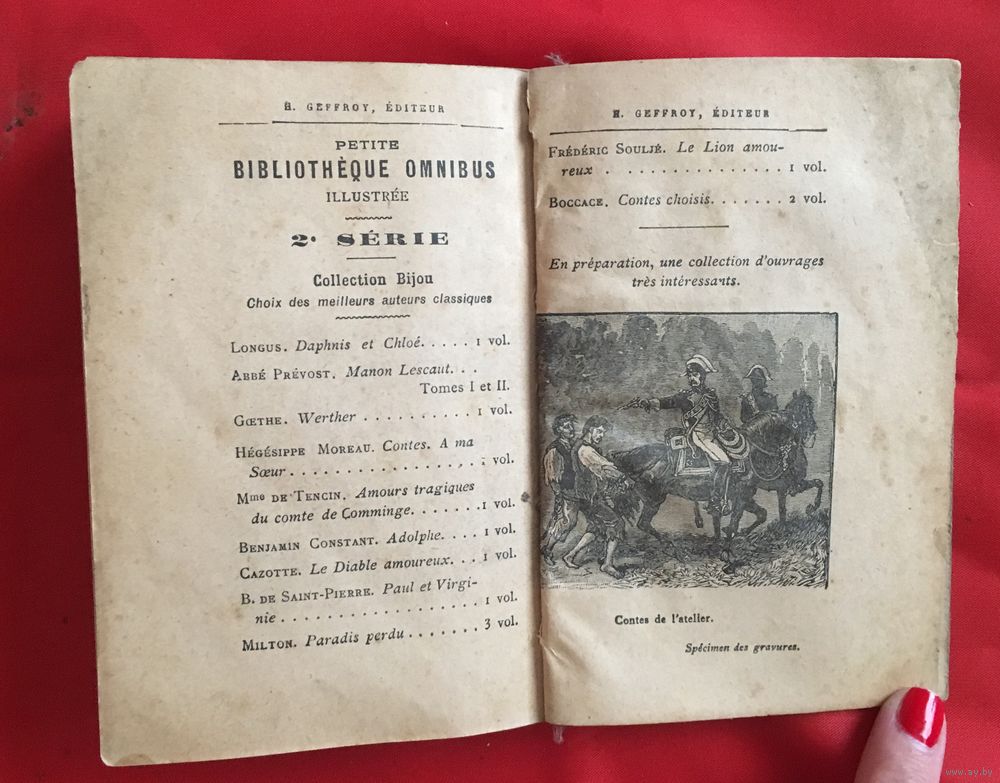 H. GEFFROY, ÉDITEUR
PETITE
BIBLIOTHÈQUE OMNIBUS
ILLUSTRÉE
2e SÉRIE
Collection Bijou
Choix des meilleurs auteurs classiques
LONGUS. Daphnis et Chloé. . . . . 1 vol.
ABBÉ PRÉVOST. Manon Lescaut. . .
Tomes I et II.
GŒTHE. Werther . . . . . . . . . . 1 vol.
HÉGÉSIPPE MOREAU. Contes. A ma
Sœur . . . . . . . . . . . . . . . . . . vol.
Mme DE TENCIN. Amours tragiques
du comte de Comminge. . . . . . . 1 vol.
BENJAMIN CONSTANT. Adolphe. . . . 1 vol.
CAZOTTE. Le Diable amoureux. . . 1 vol.
B. DE SAINT-PIERRE. Paul et Virgi-
nie . . . . . . . . . . . . . . . . . . 1 vol.
MILTON. Paradis perdu . . . . . . . 3 vol.
H. GEFFROY, ÉDITEUR
FRÉDÉRIC SOULIÉ. Le Lion amou-
reux . . . . . . . . . . . . . . . 1 vol.
BOCCACE. Contes choisis. . . . . . . 2 vol.
En préparation, une collection d'ouvrages
très intéressants.
Contes de l'atelier.
Spécimen des gravures.
www.ay.by